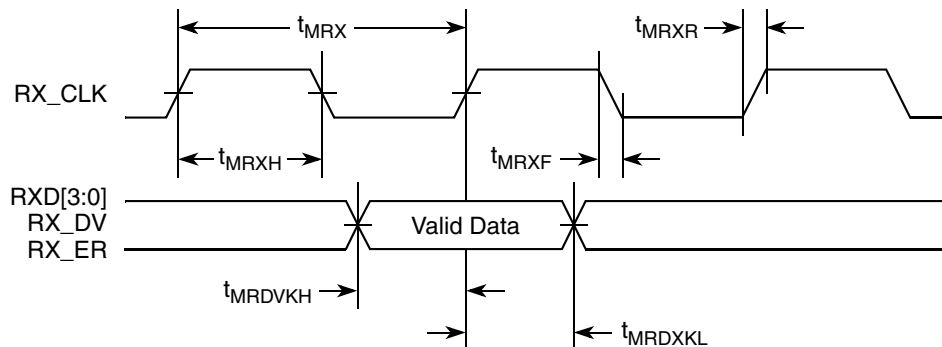 tMRX
tMRXR
RX_CLK
tMRXH
tMRXF
RXD[3:0]
RX_DV
Valid Data
RX_ER
tMRDVKH
tMRDXKL